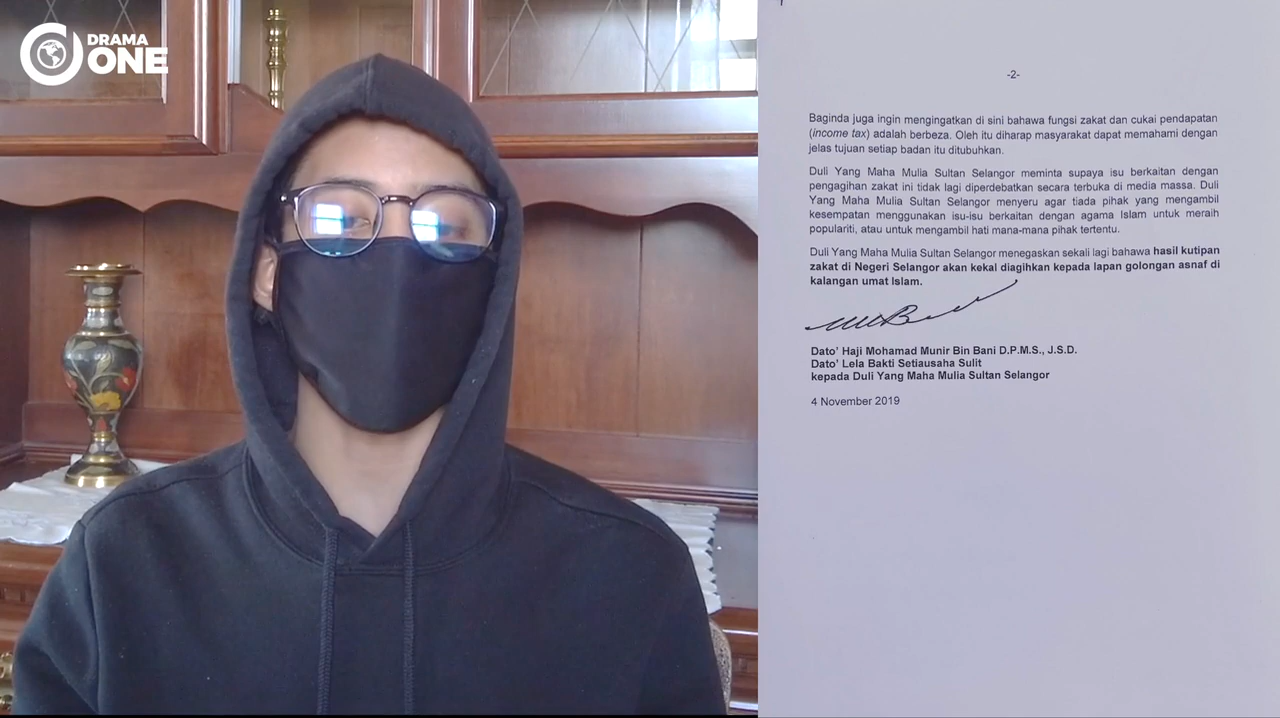 DRAMA
ONE
-2-
Baginda juga ingin mengingatkan di sini bahawa fungsi zakat dan cukai pendapatan
(income tax) adalah berbeza. Oleh itu diharap masyarakat dapat memahami dengan
jelas tujuan setiap badan itu ditubuhkan.
Duli Yang Maha Mulia Sultan Selangor meminta supaya isu berkaitan dengan
pengagihan zakat ini tidak lagi diperdebatkan secara terbuka di media massa. Duli
Yang Maha Mulia Sultan Selangor menyeru agar tiada pihak yang mengambil
kesempatan menggunakan isu-isu berkaitan dengan agama Islam untuk meraih
populariti, atau untuk mengambil hati mana-mana pihak tertentu.
Duli Yang Maha Mulia Sultan Selangor menegaskan sekali lagi bahawa hasil kutipan
zakat di Negeri Selangor akan kekal diagihkan kepada lapan golongan asnaf di
kalangan umat Islam.
Dato' Haji Mohamad Munir Bin Bani D.P.M.S., J.S.D.
Dato' Lela Bakti Setiausaha Sulit
kepada Duli Yang Maha Mulia Sultan Selangor
4 November 2019